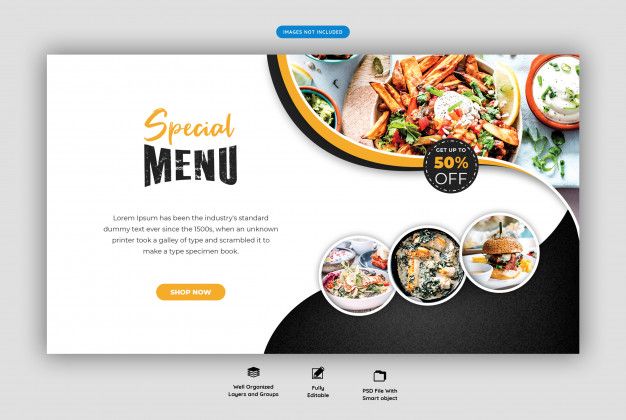 IMAGES NOT INCLUDED
Special
MENU
GET UP TO
50%
OFF
Lorem Ipsum has been the industry's standard
dummy text ever since the 1500s, when an unknown
printer took a galley of type and scrambled it to
make a type specimen book.
SHOP NOW
Well Organized
Layers and Groups
Fully
Editable
PSD File With
Smart object